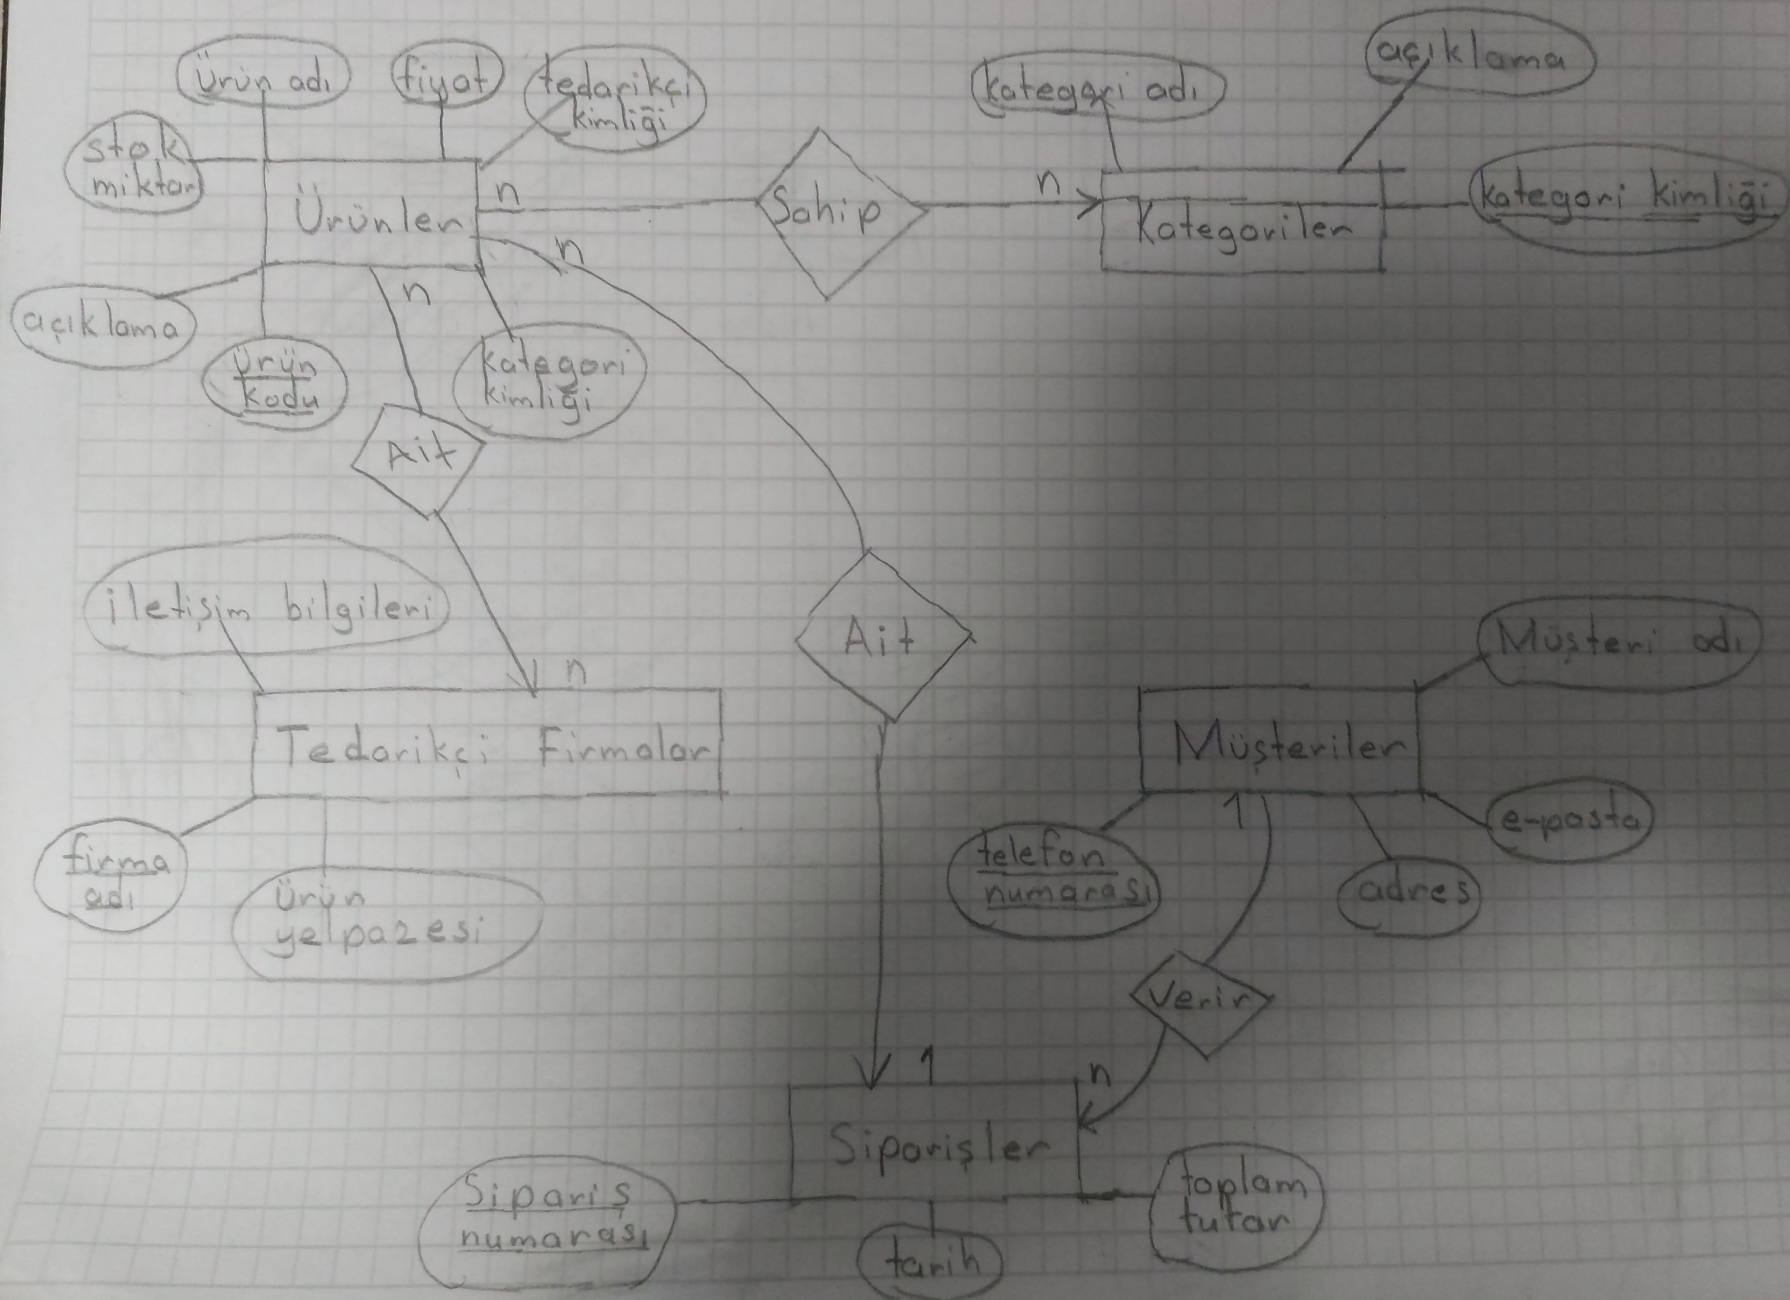 Ürün adı
fiyat
tedarikçi
kimliği
kategori adı
açıklama
stok
miktarı
Ürünler
n
Sahip
n
Kategoriler
kategori kimliği
n
n
açıklama
ürün
kodu
kategori
kimliği
Ait
iletişim bilgileri
n
Ait
Müşteri adı
Tedarikçi Firmalar
Müşteriler
1
e-posta
firma
adı
ürün
yelpazesi
telefon
numarası
adres
Verir
1
n
Siparişler
Sipariş
numarası
tarih
toplam
tutar